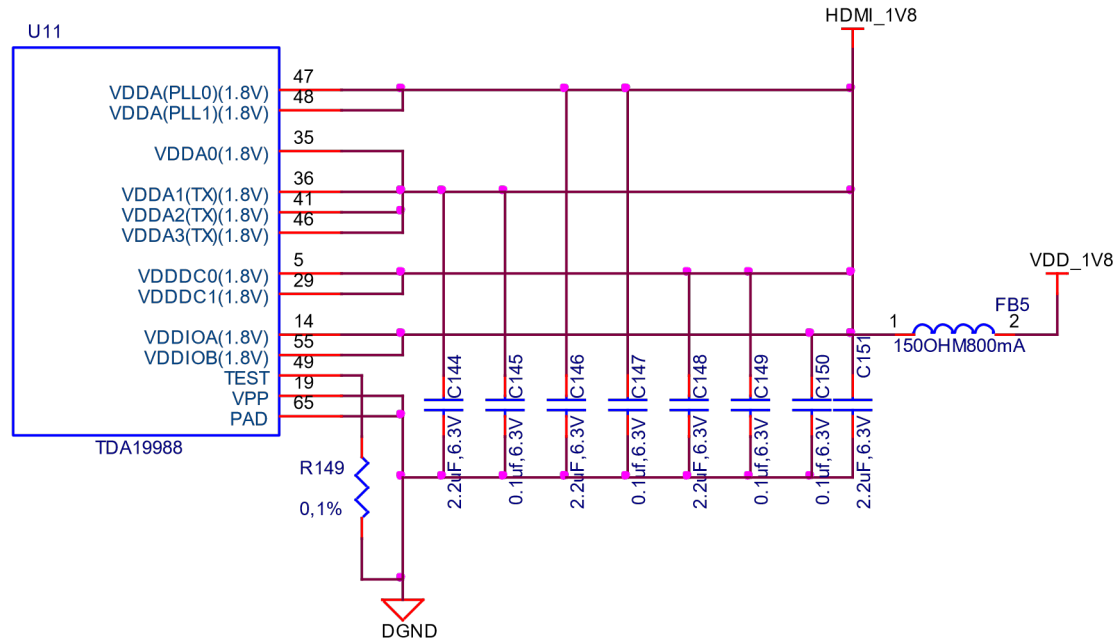 HDMI_1V8
U11
47
VDDA(PLL0)(1.8V)
48
VDDA(PLL1)(1.8V)
35
VDDA0(1.8V)
36
VDDA1(TX)(1.8V)
41
VDDA2(TX)(1.8V)
46
VDDA3(TX)(1.8V)
5
VDDDC0(1.8V)
29
VDDDC1(1.8V)
14
VDDIOA(1.8V)
55
VDDIOB(1.8V)
49
TEST
19
VPP
65
PAD
TDA19988
VDD_1V8
FB5
1
2
150OHM800mA
C144
C145
C146
C147
C148
C149
C150
C151
2.2uF,6.3V
0.1uf,6.3V
2.2uF,6.3V
0.1uf,6.3V
2.2uF,6.3V
0.1uf,6.3V
0.1uf,6.3V
2.2uF,6.3V
R149
0,1%
DGND